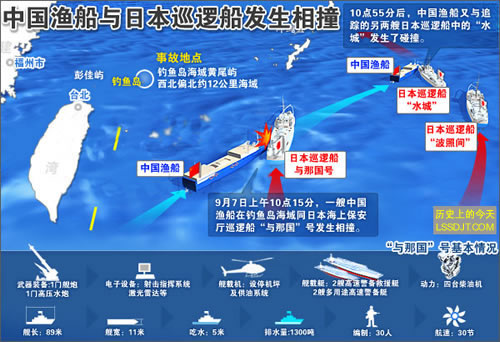 中国渔船与日本巡逻船发生相撞
10点55分后，中国渔船又与追
踪的另两艘日本巡逻船中的“水
城”发生了碰撞。
福州市
彭佳屿
钓鱼岛
事故地点
钓鱼岛海域黄尾屿
西北偏北约12公里海域
台北
台
湾
中国渔船
日本巡逻船
“水城”
日本巡逻船
“波照间”
中国渔船
日本巡逻船
与那国号
9月7日上午10点15分，一艘中国
渔船在钓鱼岛海域同日本海上保安
厅巡逻船“与那国”号发生相撞。
历史上的今天
LSSDJT.COM
“与那国”号基本情况
武器装备:1门舰炮
1门高压水炮
电子设备：射击指挥系统
激光雷达等
舰载机：设停机坪
及供油系统
舰载艇：2艘高速警备救援艇
2艘多用途高速警备艇
动力：四台柴油机
舰长：89米
舰宽：11米
吃水：5米
排水量:1300吨
编制：30人
航速：30节